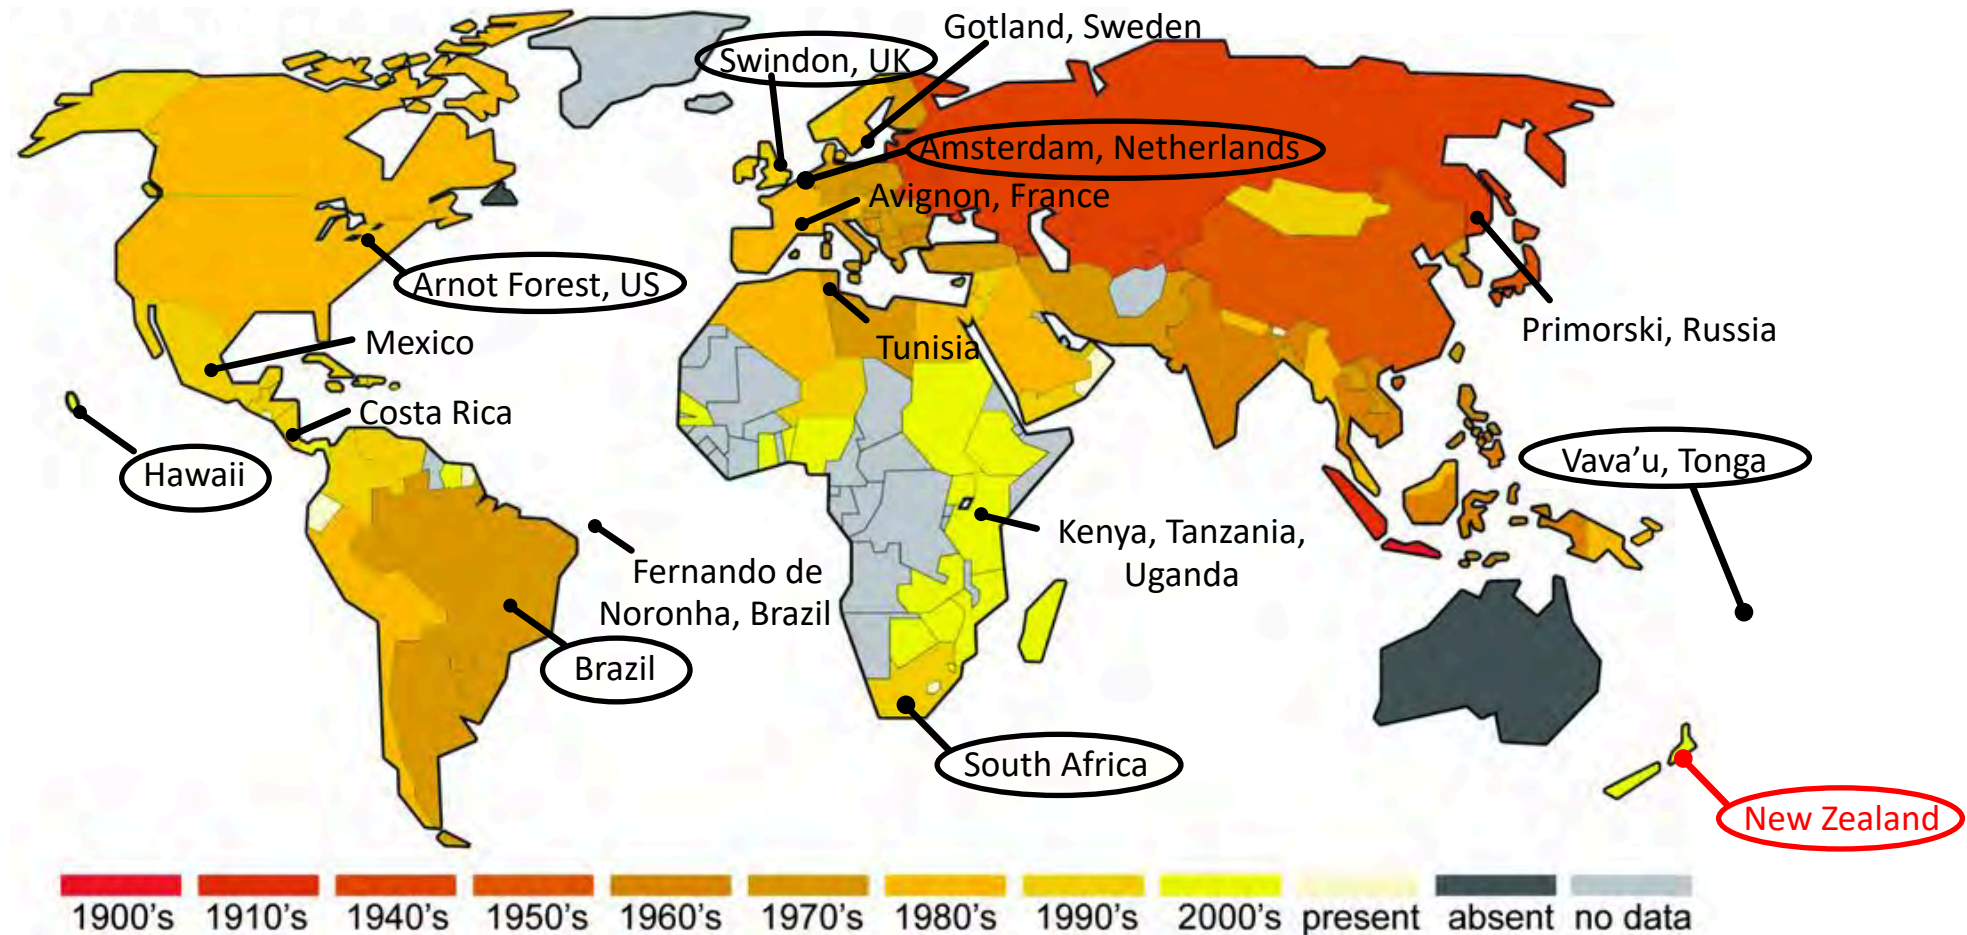 Gotland, Sweden
Swindon, UK
Amsterdam, Netherlands
Avignon, France
Arnot Forest, US
Primorski, Russia
Mexico
Tunisia
Costa Rica
Hawaii
Vava’u, Tonga
Kenya, Tanzania,
Uganda
Fernando de
Noronha, Brazil
Brazil
South Africa
New Zealand
1900's 1910's 1940's 1950's 1960's 1970's 1980's 1990's 2000's present absent no data